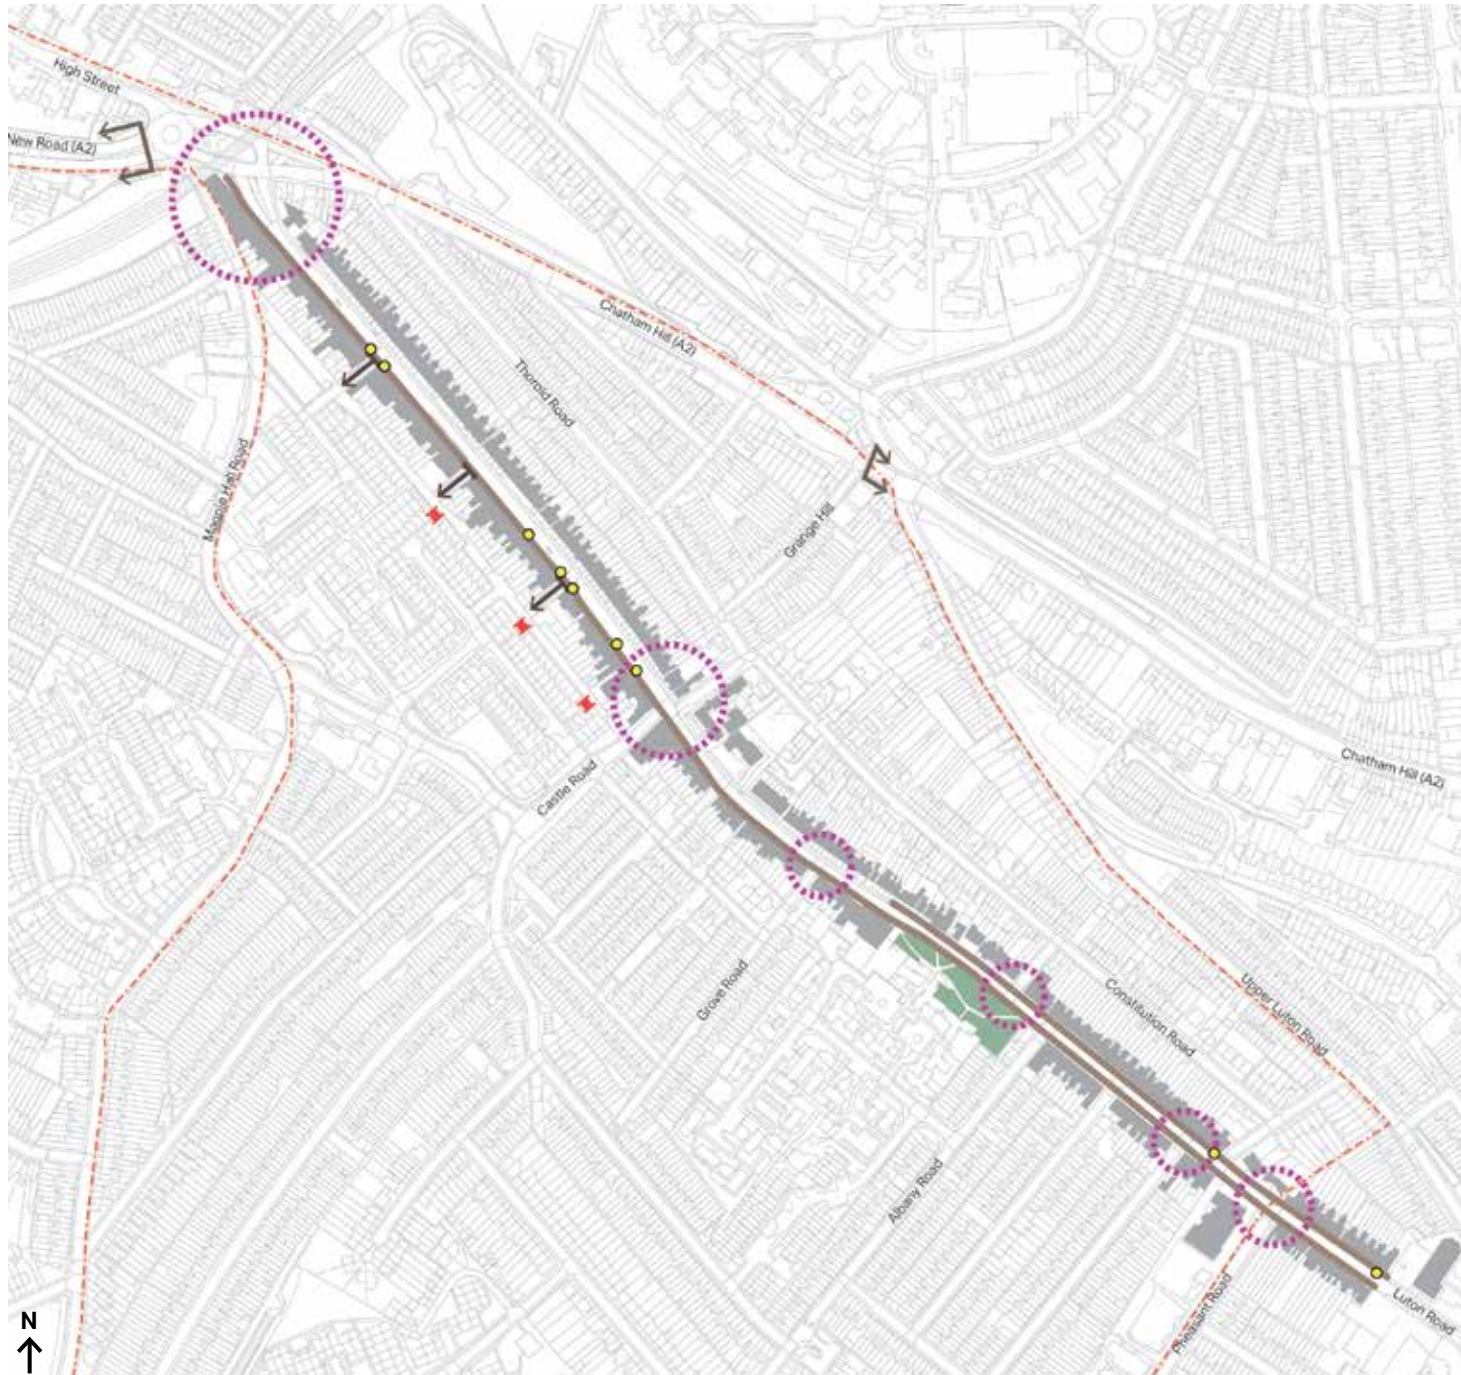 High Street
New Road (A2)
Chatham Hill (A2)
Thorold Road
Magpie Hall Road
Grange Hill
Chatham Hill (A2)
Castle Road
Grove Road
Constitution Road
Upper Luton Road
Albany Road
Pheasant Road
Luton Road
N